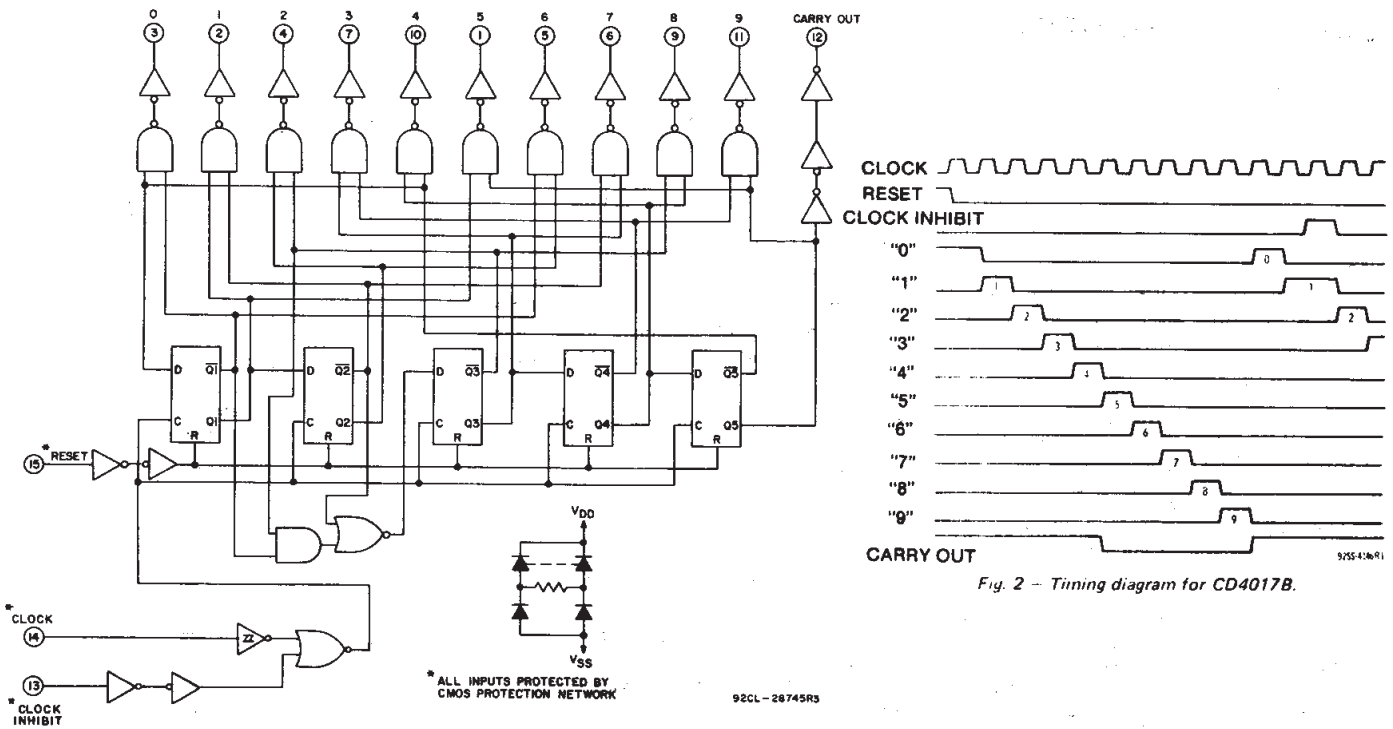 0 1 2 3 4 5 6 7 8 9 CARRY OUT
3 2 4 7 10 1 5 6 9 11 12
D Q1 D Q2 D Q3 D Q4 D Q5
C Q1 C Q2 C Q3 C Q4 C Q5
R R R R R
15 * RESET
* CLOCK
14
13
* CLOCK
INHIBIT
VDD
VSS
* ALL INPUTS PROTECTED BY
CMOS PROTECTION NETWORK
92CL-28745R3
CLOCK
RESET
CLOCK INHIBIT
"0" 0
"1" 1 1
"2" 2 2
"3" 3
"4" 4
"5" 5
"6" 6
"7" 7
"8" 8
"9" 9
CARRY OUT
Fig. 2 – Timing diagram for CD4017B.